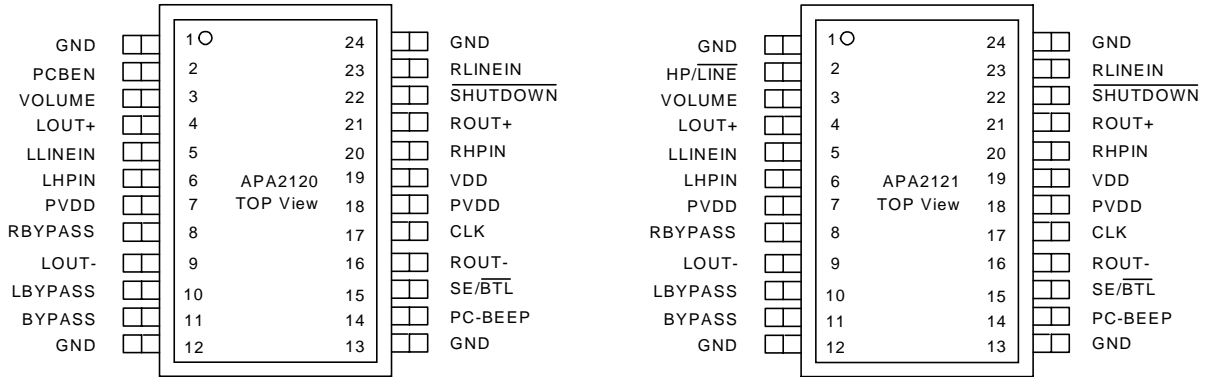 GND 1 24 GND
PCBEN 2 23 RLINEIN
VOLUME 3 22 SHUTDOWN
LOUT+ 4 21 ROUT+
LLINEIN 5 20 RHPIN
LHPIN 6 APA2120 19 VDD
PVDD 7 TOP View 18 PVDD
RBYPASS 8 17 CLK
LOUT- 9 16 ROUT-
LBYPASS 10 15 SE/BTL
BYPASS 11 14 PC-BEEP
GND 12 13 GND
GND 1 24 GND
HP/LINE 2 23 RLINEIN
VOLUME 3 22 SHUTDOWN
LOUT+ 4 21 ROUT+
LLINEIN 5 20 RHPIN
LHPIN 6 APA2121 19 VDD
PVDD 7 TOP View 18 PVDD
RBYPASS 8 17 CLK
LOUT- 9 16 ROUT-
LBYPASS 10 15 SE/BTL
BYPASS 11 14 PC-BEEP
GND 12 13 GND